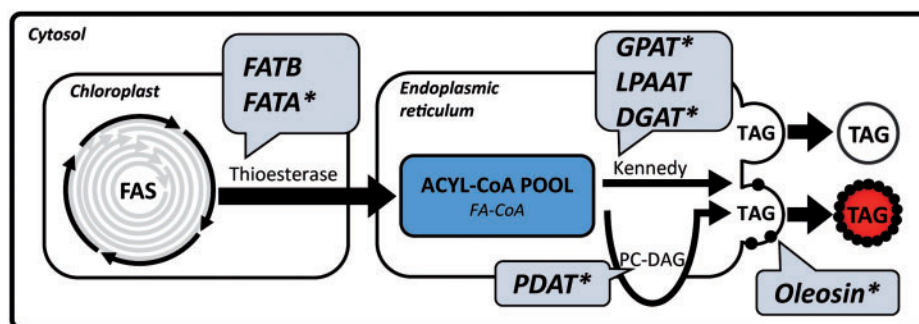 Cytosol
Chloroplast
FAS
FATB
FATA*
Thioesterase
Endoplasmic
reticulum
ACYL-CoA POOL
FA-CoA
GPAT*
LPAAT
DGAT*
Kennedy
PC-DAG
PDAT*
TAG
TAG
TAG
TAG
Oleosin*